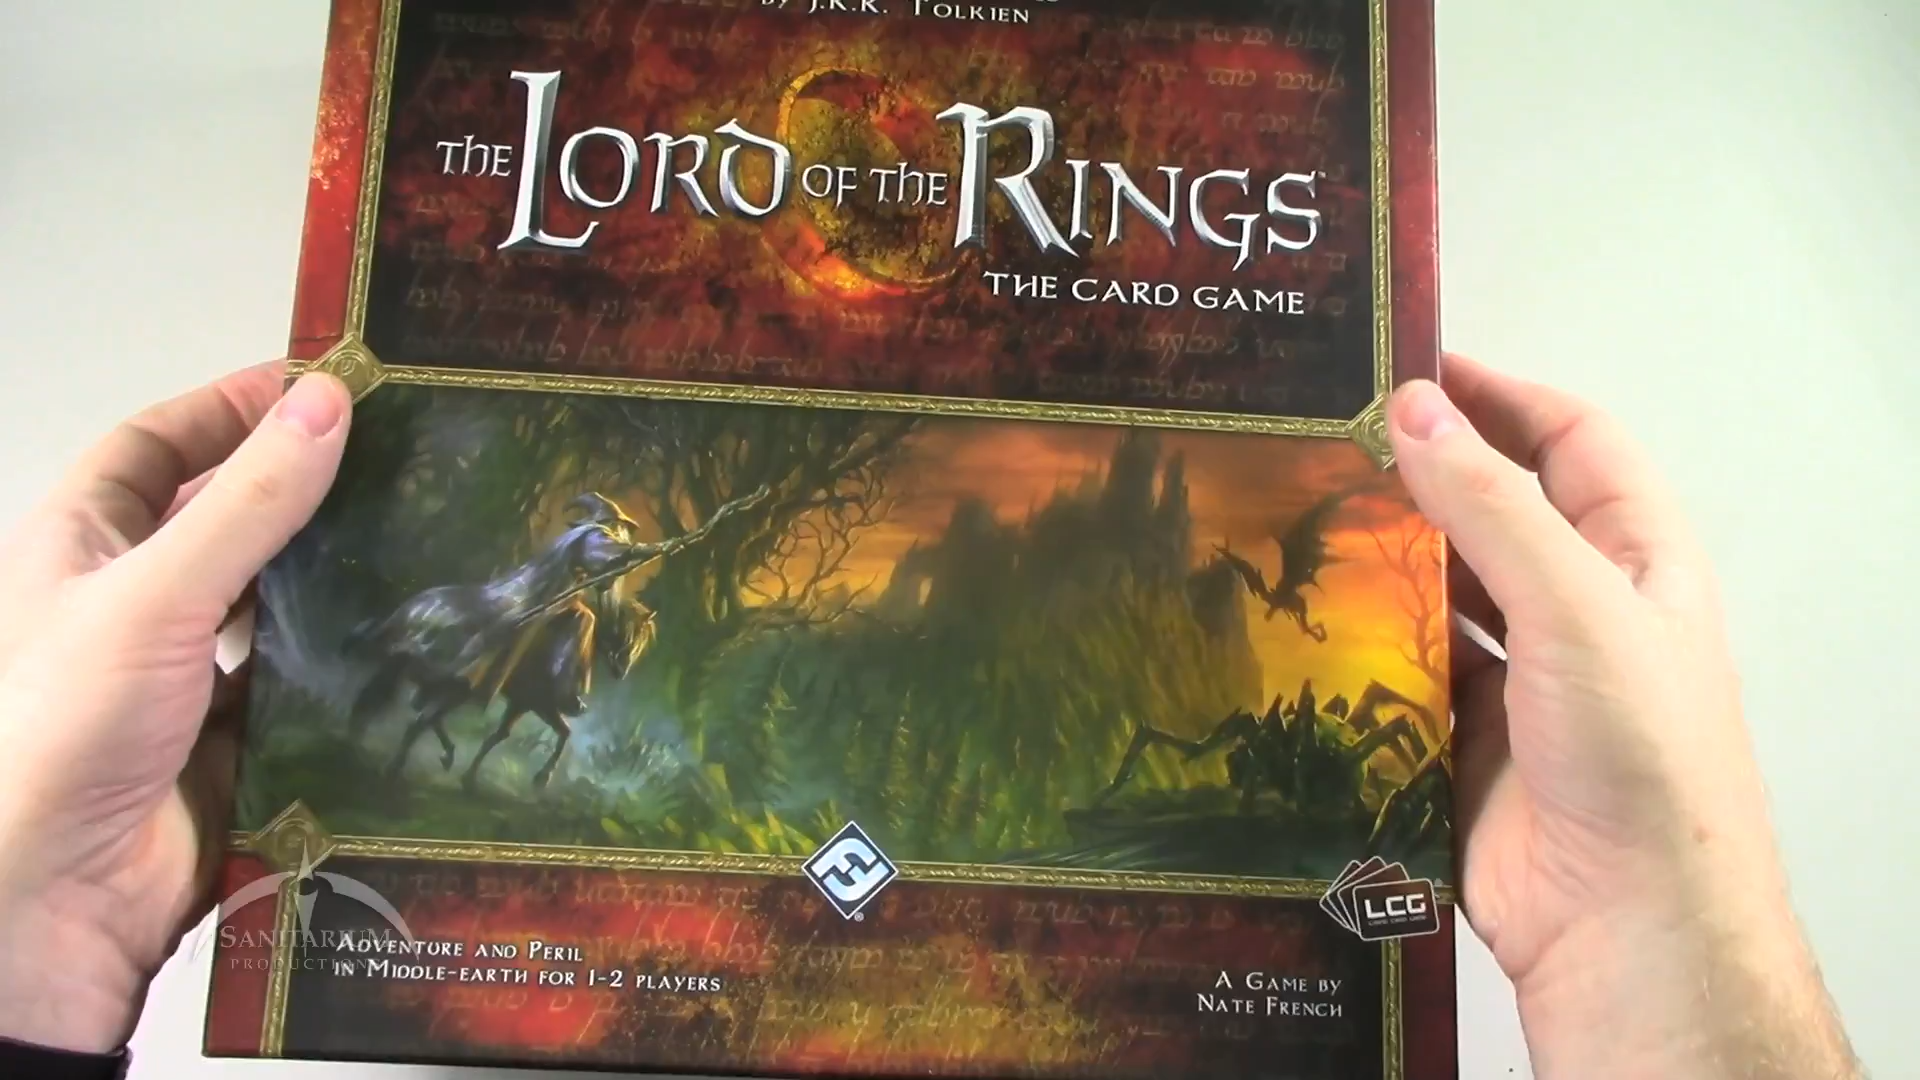 by J.R.R. Tolkien
The Lord of the Rings
The Card Game
LCG
Sanitarium
Productions
Adventure and Peril
in Middle-earth for 1-2 players
A Game by
Nate French